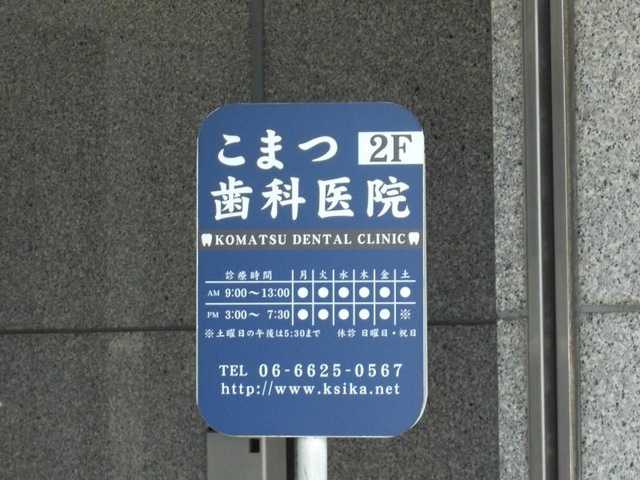 こまつ 2F
歯科医院
KOMATSU DENTAL CLINIC
診療時間 月 火 水 木 金 土
AM 9:00〜13:00 ● ● ● ● ● ●
PM 3:00〜 7:30 ● ● ● ● ● ※
※土曜日の午後は5:30まで 休診 日曜日・祝日
TEL 06-6625-0567
http://www.ksika.net